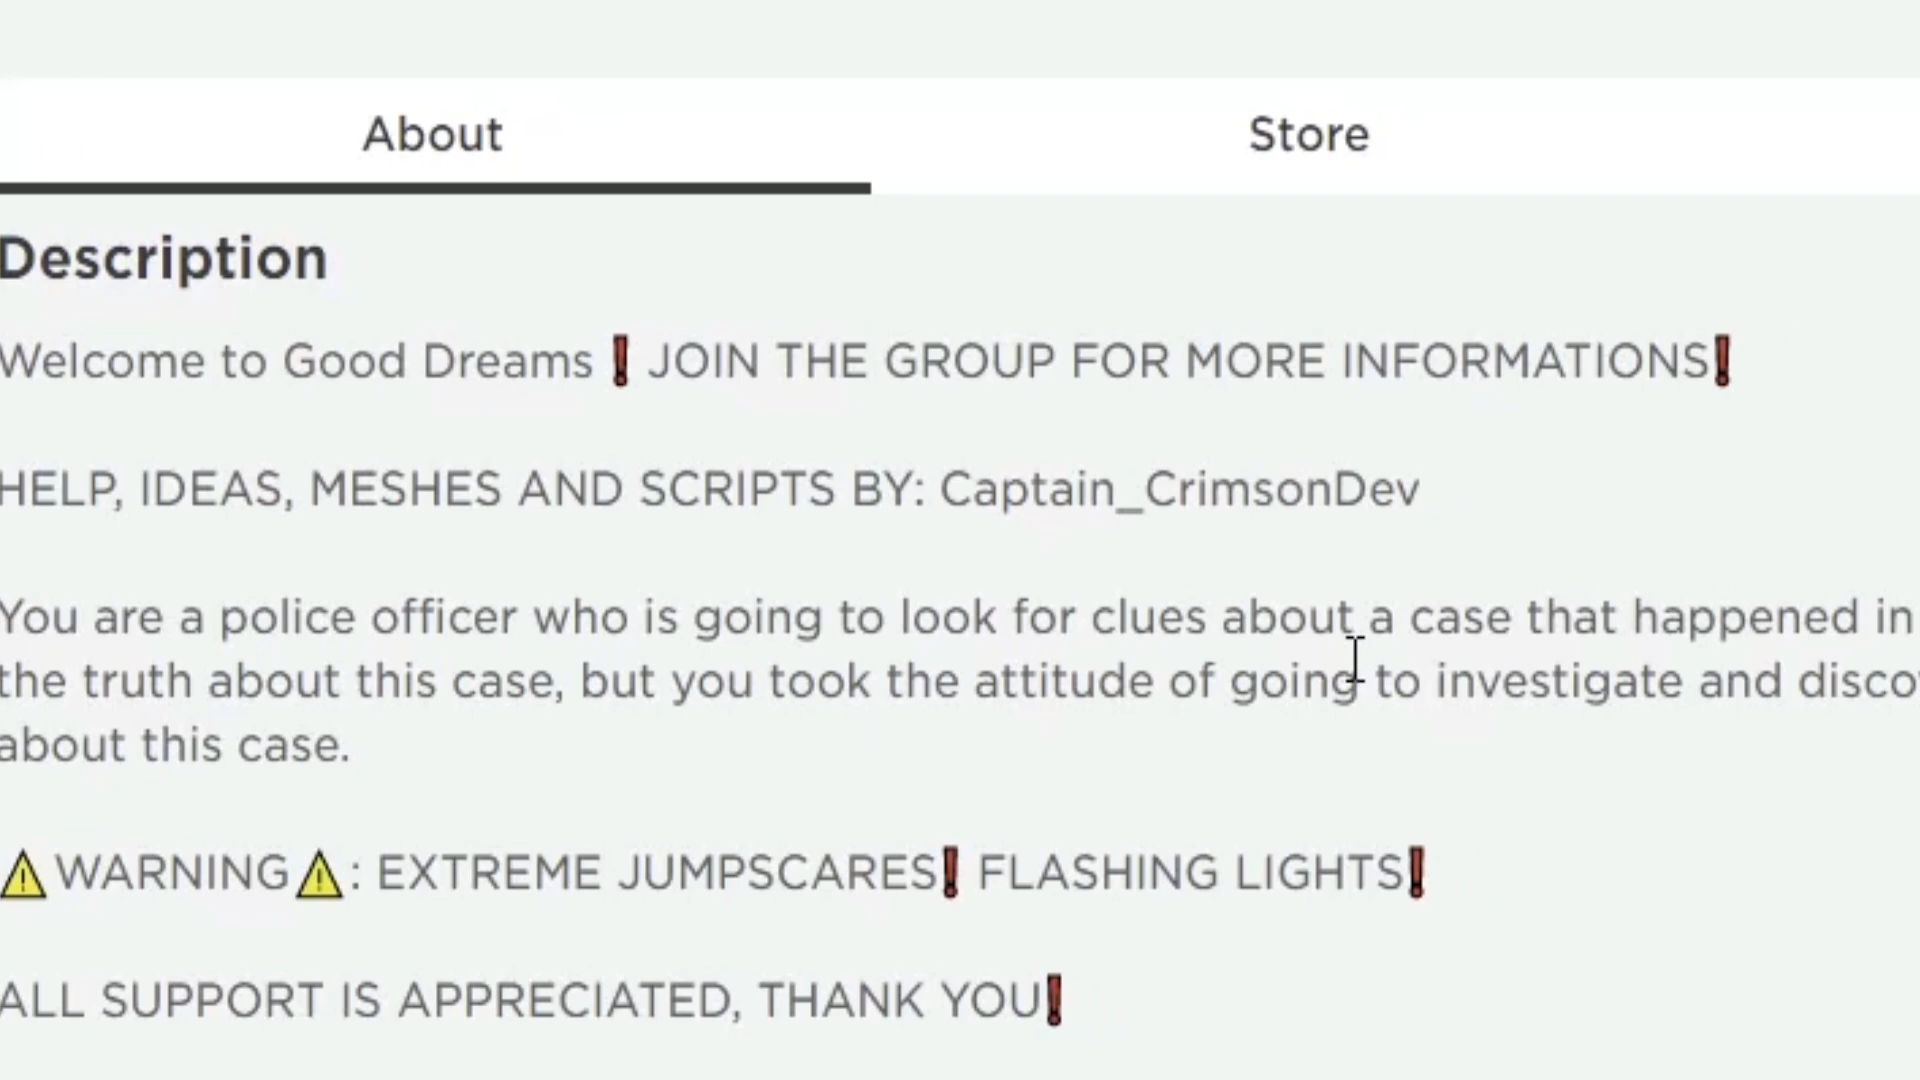 About
Store
Description
Welcome to Good Dreams❗JOIN THE GROUP FOR MORE INFORMATIONS❗
HELP, IDEAS, MESHES AND SCRIPTS BY: Captain_CrimsonDev
You are a police officer who is going to look for clues about a case that happened in
the truth about this case, but you took the attitude of going to investigate and
about this case.
⚠WARNING⚠: EXTREME JUMPSCARES❗FLASHING LIGHTS❗
ALL SUPPORT IS APPRECIATED, THANK YOU❗